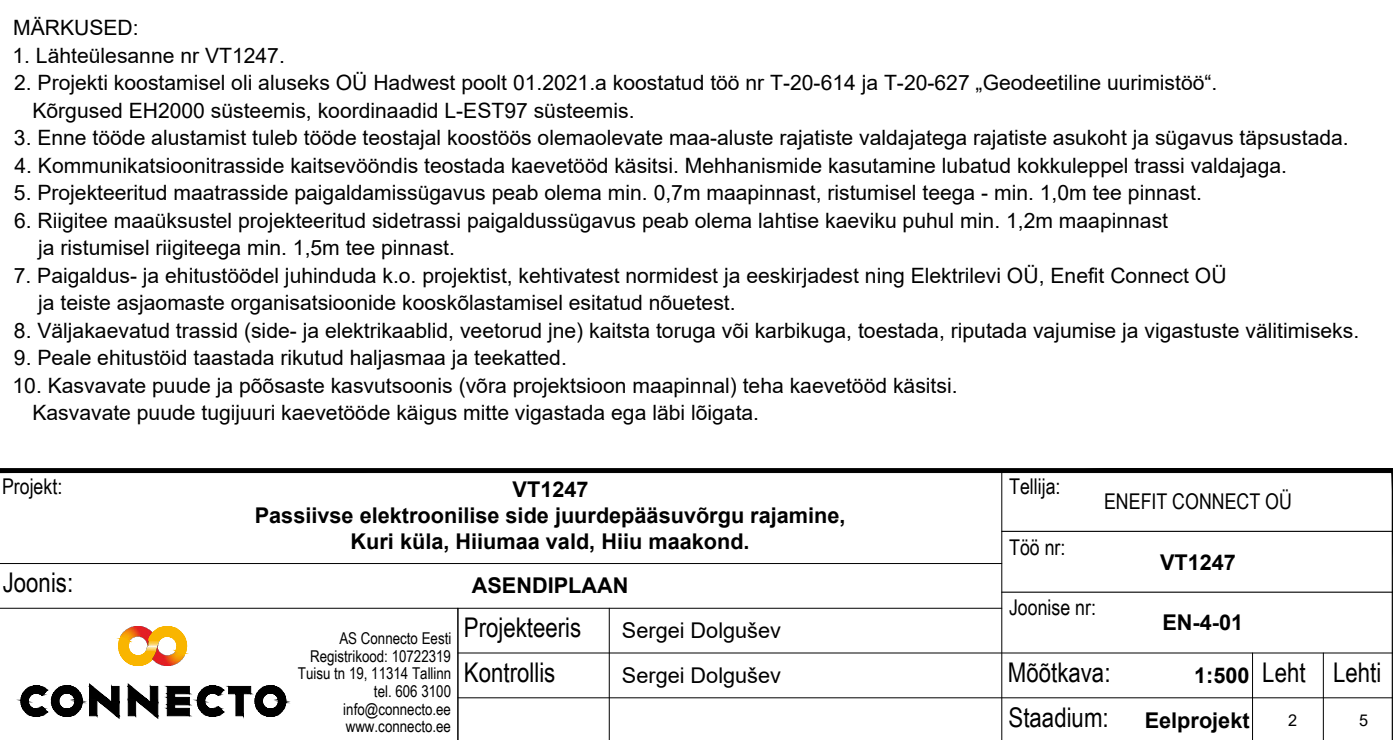 MÄRKUSED:
1. Lähteülesanne nr VT1247.
2. Projekti koostamisel oli aluseks OÜ Hadwest poolt 01.2021.a koostatud töö nr T-20-614 ja T-20-627 „Geodeetiline uurimistöö“.
Kõrgused EH2000 süsteemis, koordinaadid L-EST97 süsteemis.
3. Enne tööde alustamist tuleb tööde teostajal koostöös olemaolevate maa-aluste rajatiste valdajatega rajatiste asukoht ja sügavus täpsustada.
4. Kommunikatsioonitrasside kaitsevööndis teostada kaevetööd käsitsi. Mehhanismide kasutamine lubatud kokkuleppel trassi valdajaga.
5. Projekteeritud maatrasside paigaldamissügavus peab olema min. 0,7m maapinnast, ristumisel teega - min. 1,0m tee pinnast.
6. Riigitee maaüksustel projekteeritud sidetrassi paigaldussügavus peab olema lahtise kaeviku puhul min. 1,2m maapinnast
ja ristumisel riigiteega min. 1,5m tee pinnast.
7. Paigaldus- ja ehitustöödel juhinduda k.o. projektist, kehtivatest normidest ja eeskirjadest ning Elektrilevi OÜ, Enefit Connect OÜ
ja teiste asjaomaste organisatsioonide kooskõlastamisel esitatud nõuetest.
8. Väljakaevatud trassid (side- ja elektrikaablid, veetorud jne) kaitsta toruga või karbikuga, toestada, riputada vajumise ja vigastuste välitimiseks.
9. Peale ehitustöid taastada rikutud haljasmaa ja teekatted.
10. Kasvavate puude ja põõsaste kasvutsoonis (võra projektsioon maapinnal) teha kaevetööd käsitsi.
Kasvavate puude tugijuuri kaevetööde käigus mitte vigastada ega läbi lõigata.
Projekt:
VT1247
Passiivse elektroonilise side juurdepääsuvõrgu rajamine,
Kuri küla, Hiiumaa vald, Hiiu maakond.
Tellija: ENEFIT CONNECT OÜ
Töö nr: VT1247
Joonis: ASENDIPLAAN
Joonise nr: EN-4-01
CONNECTO
AS Connecto Eesti
Registrikood: 10722319
Tuisu tn 19, 11314 Tallinn
tel. 606 3100
info@connecto.ee
www.connecto.ee
Projekteeris Sergei Dolgušev
Kontrollis Sergei Dolgušev
Mõõtkava: 1:500 Leht Lehti
Staadium: Eelprojekt 2 5